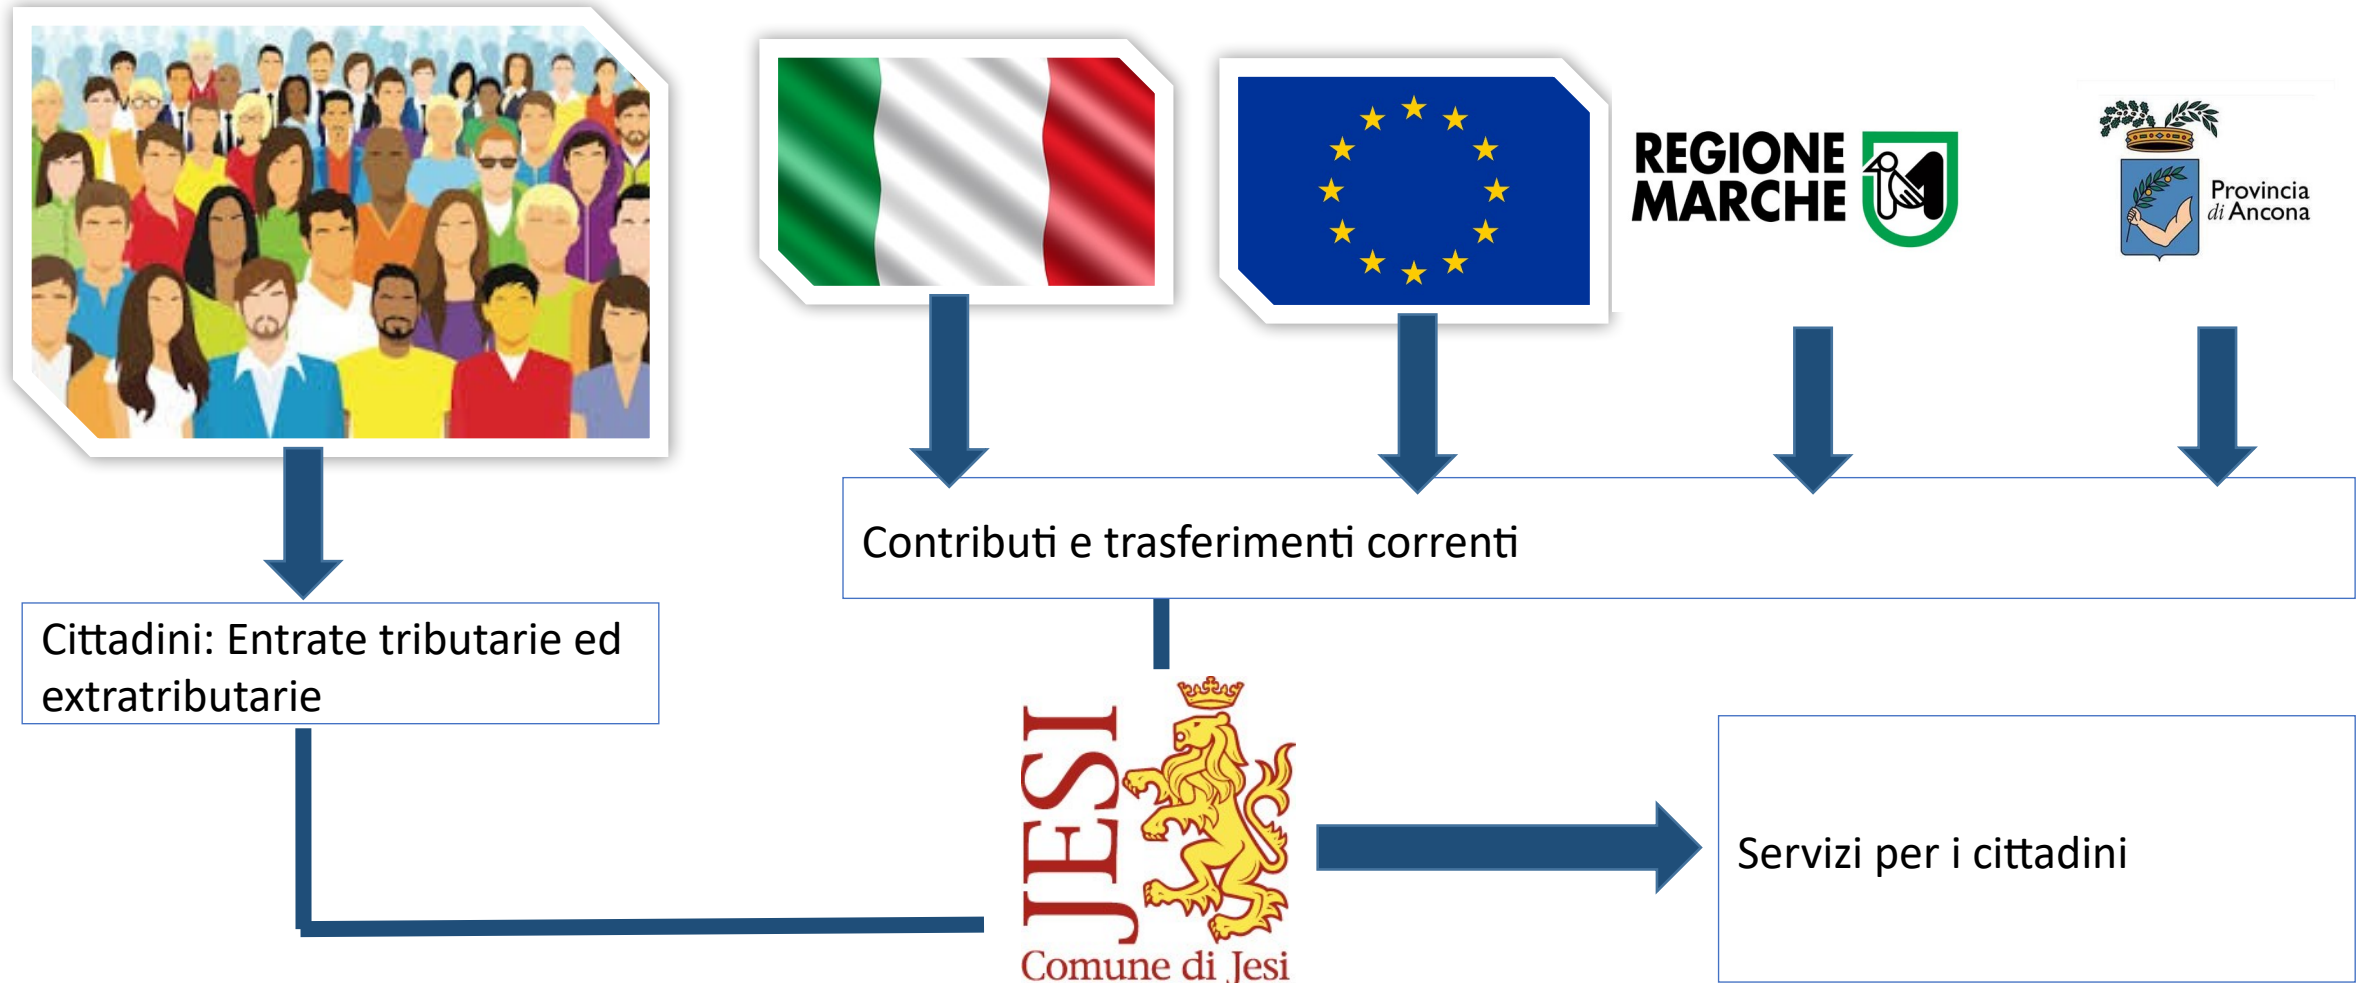 REGIONE
MARCHE
Provincia
di Ancona
Contributi e trasferimenti correnti
Cittadini: Entrate tributarie ed
extratributarie
JESI
Comune di Jesi
Servizi per i cittadini